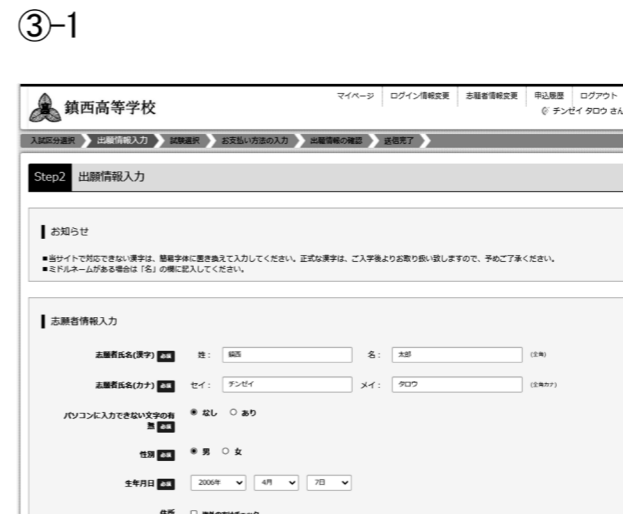 ③-1
鎮西高等学校
マイページ ログイン情報変更 志願者情報変更 申込履歴 ログアウト
チンゼイ タロウ さん
入試区分選択 出願情報入力 試験選択 お支払い方法の入力 出願情報の確認 送信完了
Step2 出願情報入力
お知らせ
■当サイトで対応できない漢字は、簡易字体に置き換えて入力してください。正式な漢字は、ご入学後よりお取り扱い致しますので、予めご了承ください。
■ミドルネームがある場合は「名」の欄に記入してください。
志願者情報入力
志願者氏名(漢字) 必須 姓： 鎮西 名： 太郎 (全角)
志願者氏名(カナ) 必須 セイ： チンゼイ メイ： タロウ (全角カナ)
パソコンに入力できない文字の有
無 必須 なし あり
性別 必須 男 女
生年月日 必須 2006年 4月 7日